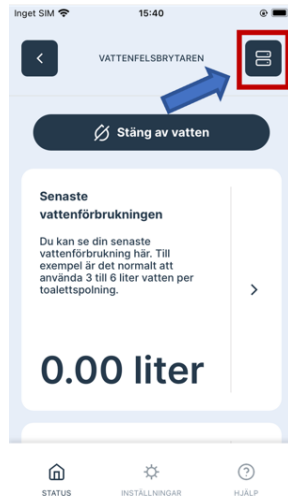 Inget SIM 15:40
VATTENFELSBRYTAREN
Stäng av vatten
Senaste
vattenförbrukningen
Du kan se din senaste
vattenförbrukning här. Till
exempel är det normalt att
använda 3 till 6 liter vatten per
toalettspolning.
0.00 liter
STATUS INSTÄLLNINGAR HJÄLP